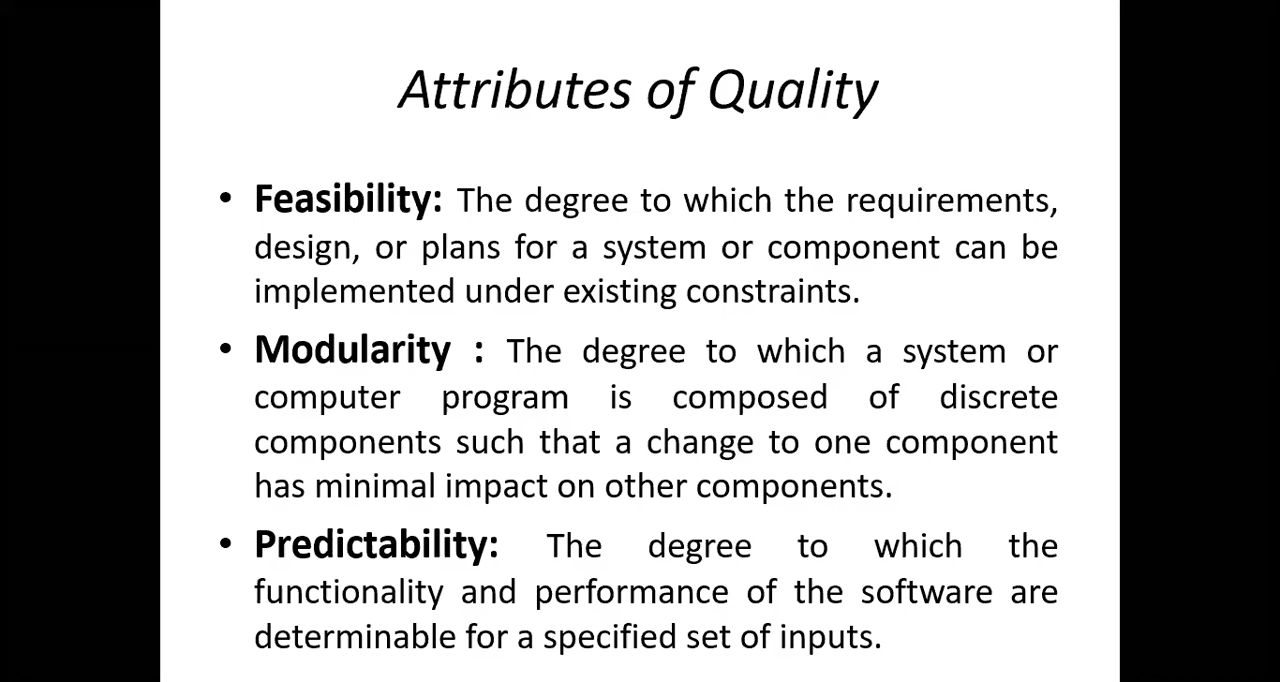 Attributes of Quality
• Feasibility: The degree to which the requirements,
design, or plans for a system or component can be
implemented under existing constraints.
• Modularity : The degree to which a system or
computer program is composed of discrete
components such that a change to one component
has minimal impact on other components.
• Predictability: The degree to which the
functionality and performance of the software are
determinable for a specified set of inputs.